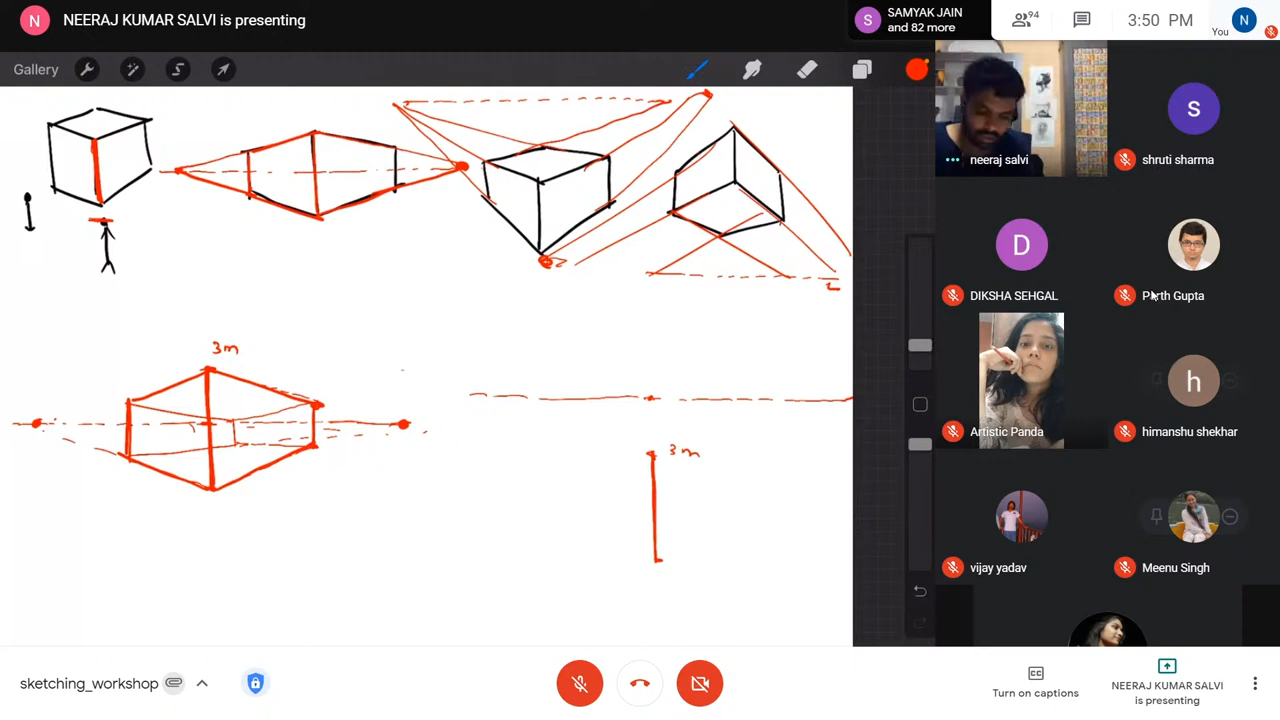 N
NEERAJ KUMAR SALVI is presenting
S
SAMYAK JAIN
and 82 more
94
3:50 PM
You
N
Gallery
neeraj salvi
S
shruti sharma
D
DIKSHA SEHGAL
Parth Gupta
3m
Artistic Panda
h
himanshu shekhar
3m
vijay yadav
Meenu Singh
sketching_workshop
Turn on captions
NEERAJ KUMAR SALVI
is presenting